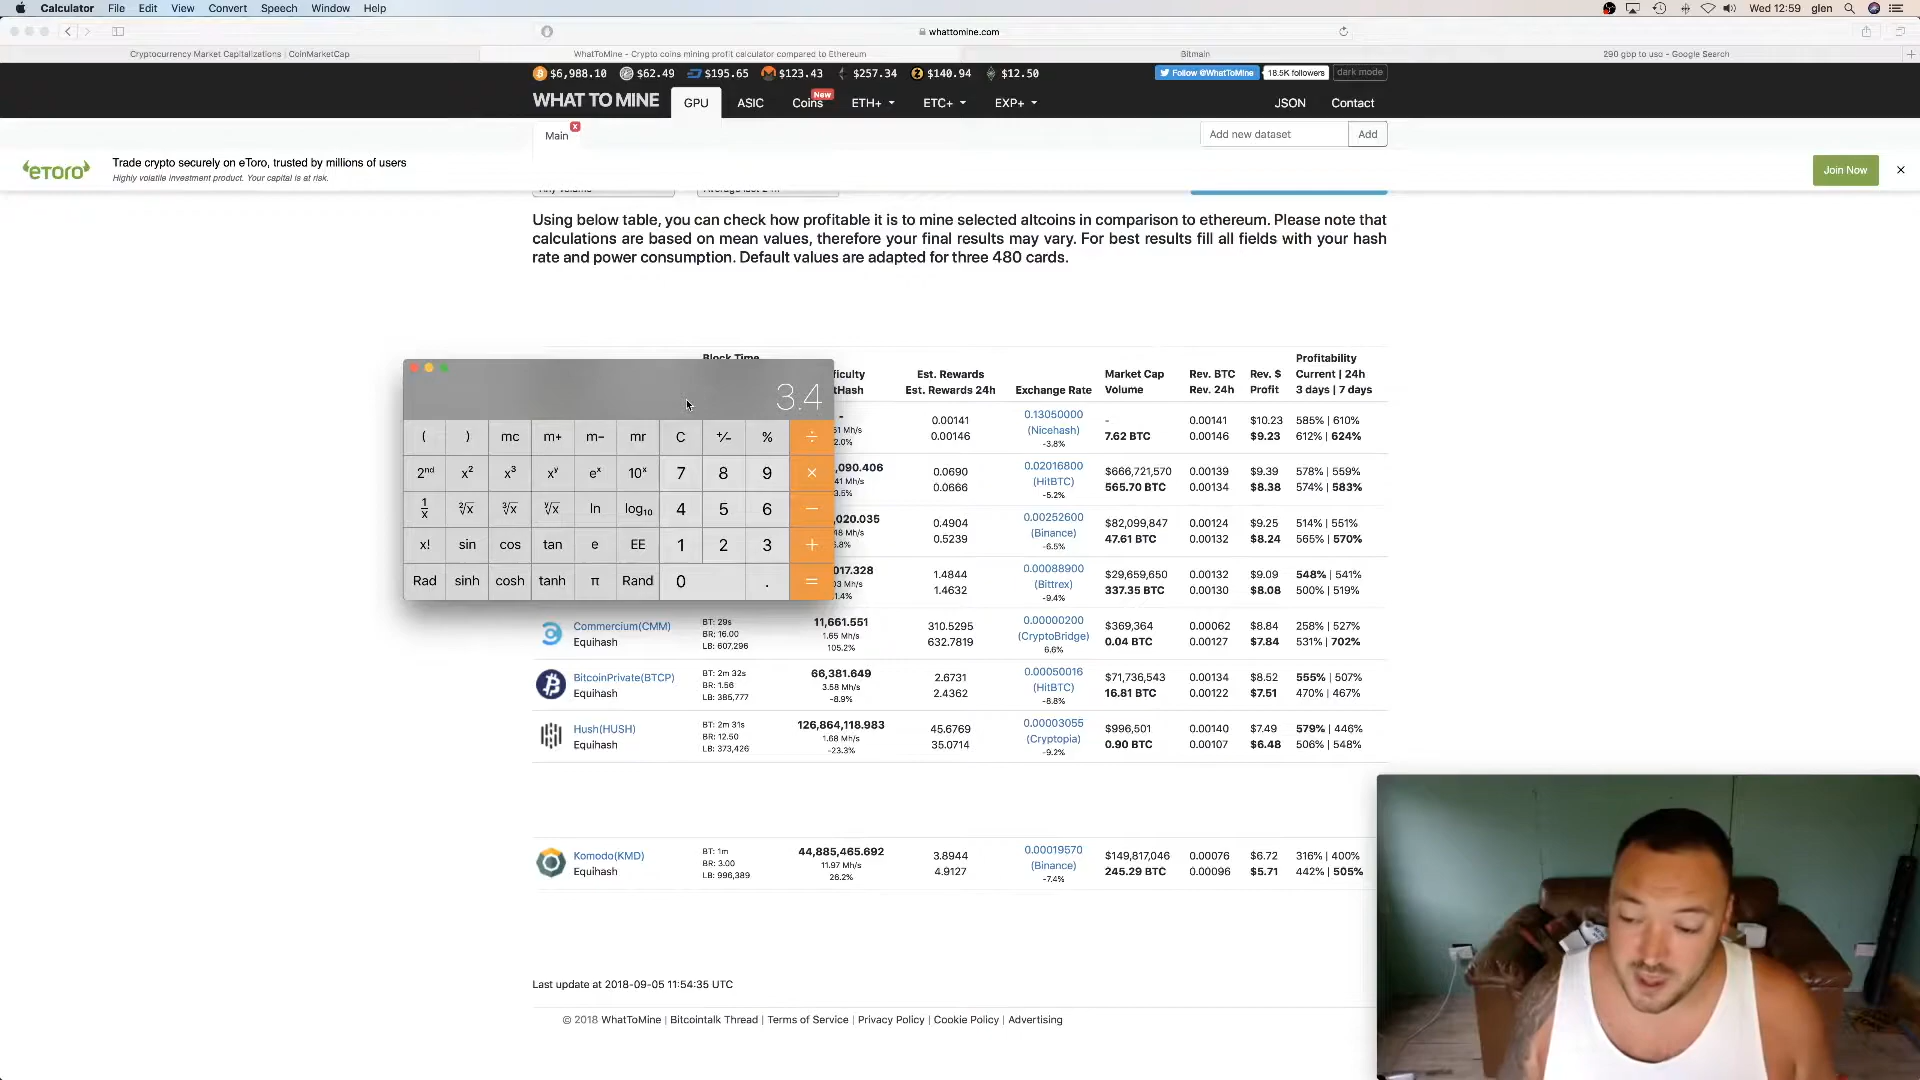 Calculator File Edit View Convert Speech Window Help
Wed 12:59 glen
whattomine.com
Cryptocurrency Market Capitalizations | CoinMarketCap
WhatToMine - Crypto coins mining profit calculator compared to Ethereum
Bitmain
290 gbp to usd - Google Search
$6,988.10 $62.49 $195.65 $123.43 $257.34 $140.94 $12.50
Follow @WhatToMine 18.5K followers dark mode
WHAT TO MINE GPU ASIC Coins New ETH+ ETC+ EXP+ JSON Contact
Main x
Add new dataset Add
eToro
Trade crypto securely on eToro, trusted by millions of users
Highly volatile investment product. Your capital is at risk.
Join Now
Using below table, you can check how profitable it is to mine selected altcoins in comparison to ethereum. Please note that
calculations are based on mean values, therefore your final results may vary. For best results fill all fields with your hash
rate and power consumption. Default values are adapted for three 480 cards.
3.4
( ) mc m+ m- mr C +/- % ÷
2nd x² x³ xʸ eˣ 10ˣ 7 8 9 ×
1/x ²√x ³√x ʸ√x ln log₁₀ 4 5 6 −
x! sin cos tan e EE 1 2 3 +
Rad sinh cosh tanh π Rand 0 . =
Block Time
Est. Rewards
Est. Rewards 24h
Exchange Rate
Market Cap
Volume
Rev. BTC
Rev. 24h
Rev. $
Profit
Profitability
Current | 24h
3 days | 7 days
- 0.00141 0.13050000 - 0.00141 $10.23 585% | 610%
0.00146 (Nicehash) 7.62 BTC 0.00146 $9.23 612% | 624%
-3.8%
,090.406 0.0690 0.02016800 $666,721,570 0.00139 $9.39 578% | 559%
0.0666 (HitBTC) 565.70 BTC 0.00134 $8.38 574% | 583%
-5.2%
,020.035 0.4904 0.00252600 $82,099,847 0.00124 $9.25 514% | 551%
0.5239 (Binance) 47.61 BTC 0.00132 $8.24 565% | 570%
-6.5%
017.328 1.4844 0.00088900 $29,659,650 0.00132 $9.09 548% | 541%
1.4632 (Bittrex) 337.35 BTC 0.00130 $8.08 500% | 519%
-9.4%
Commercium(CMM) BT: 29s 11,661.551 310.5295 0.00000200 $369,364 0.00062 $8.84 258% | 527%
Equihash BR: 16.00 1.65 Mh/s 632.7819 (CryptoBridge) 0.04 BTC 0.00127 $7.84 531% | 702%
LB: 607,296 105.2% 6.6%
BitcoinPrivate(BTCP) BT: 2m 32s 66,381.649 2.6731 0.00050016 $71,736,543 0.00134 $8.52 555% | 507%
Equihash BR: 1.56 3.58 Mh/s 2.4362 (HitBTC) 16.81 BTC 0.00122 $7.51 470% | 467%
LB: 385,777 -8.9% -8.8%
Hush(HUSH) BT: 2m 31s 126,864,118.983 45.6769 0.00003055 $996,501 0.00140 $7.49 579% | 446%
Equihash BR: 12.50 1.68 Mh/s 35.0714 (Cryptopia) 0.90 BTC 0.00107 $6.48 506% | 548%
LB: 373,426 -23.3% -9.2%
Komodo(KMD) BT: 1m 44,885,465.692 3.8944 0.00019570 $149,817,046 0.00076 $6.72 316% | 400%
Equihash BR: 3.00 11.97 Mh/s 4.9127 (Binance) 245.29 BTC 0.00096 $5.71 442% | 505%
LB: 996,389 26.2% -7.4%
Last update at 2018-09-05 11:54:35 UTC
© 2018 WhatToMine | Bitcointalk Thread | Terms of Service | Privacy Policy | Cookie Policy | Advertising